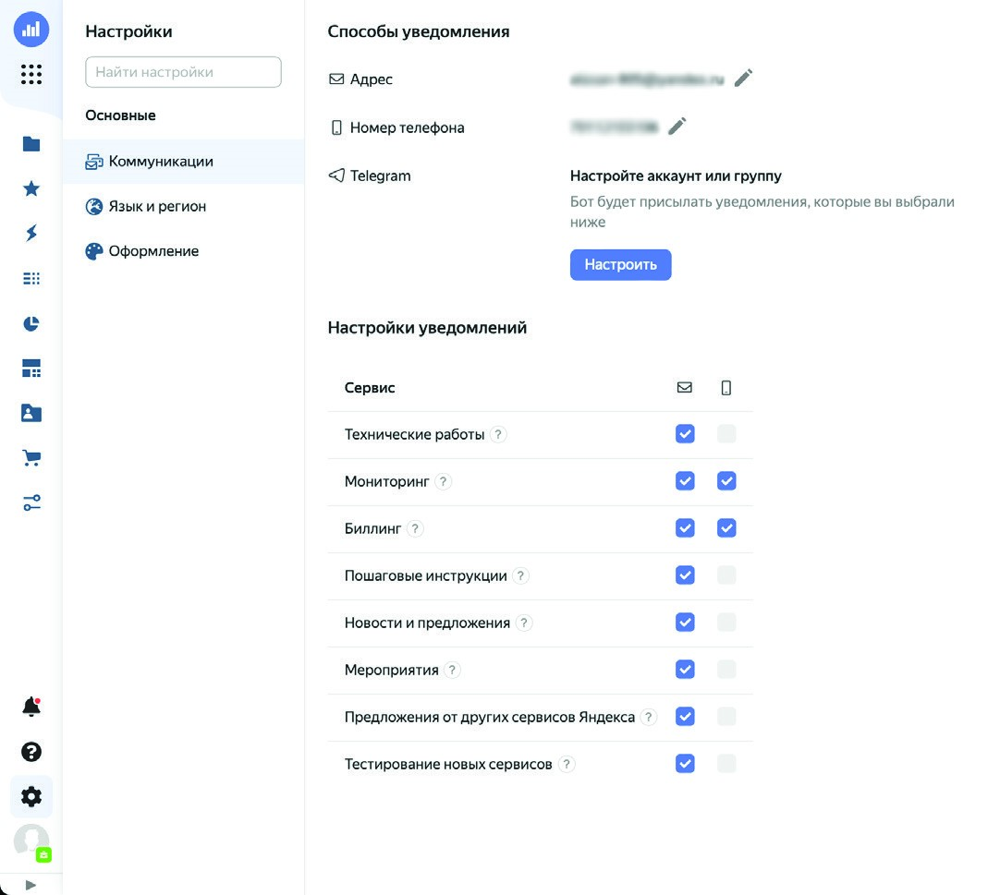 Настройки
Найти настройки
Основные
Коммуникации
Язык и регион
Оформление
Способы уведомления
Адрес
Номер телефона
Telegram
Настройте аккаунт или группу
Бот будет присылать уведомления, которые вы выбрали
ниже
Настроить
Настройки уведомлений
Сервис
Технические работы ?
Мониторинг ?
Биллинг ?
Пошаговые инструкции ?
Новости и предложения ?
Мероприятия ?
Предложения от других сервисов Яндекса ?
Тестирование новых сервисов ?